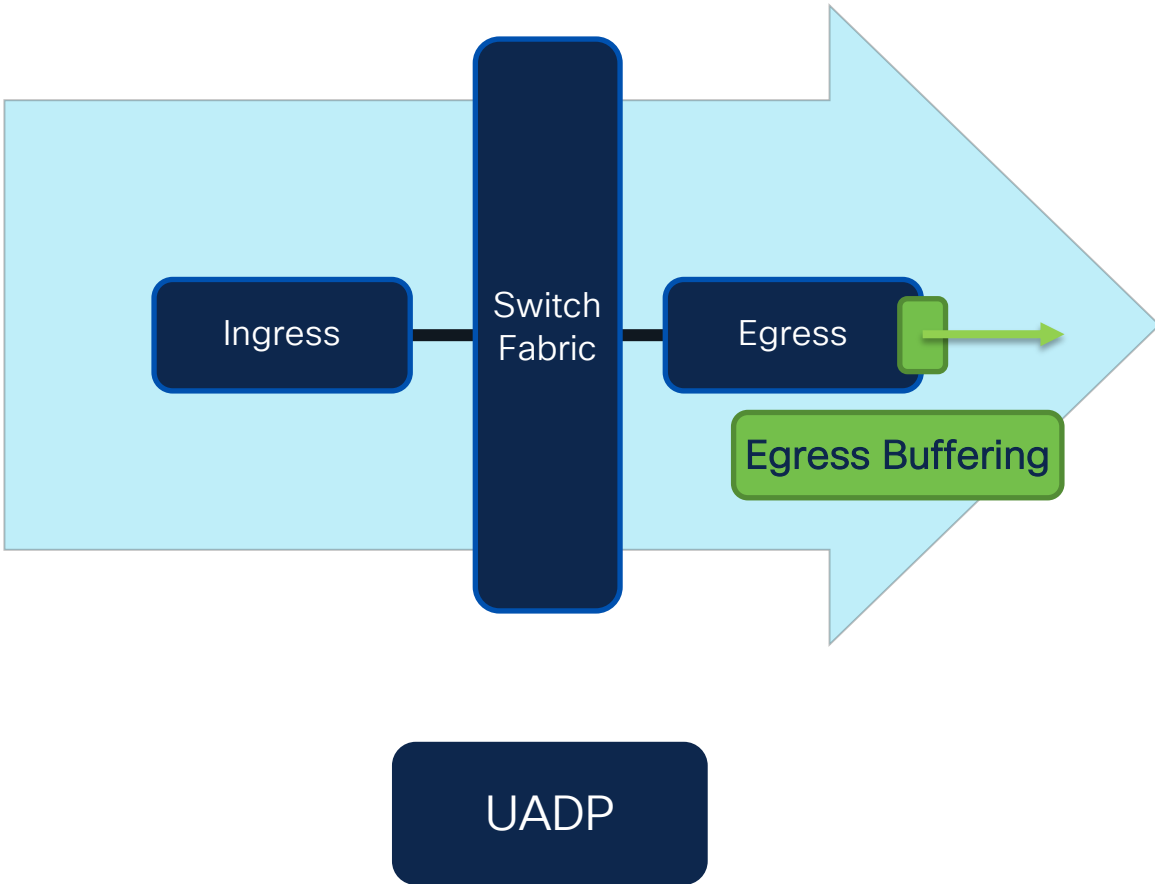 Ingress
Switch
Fabric
Egress
Egress Buffering
UADP